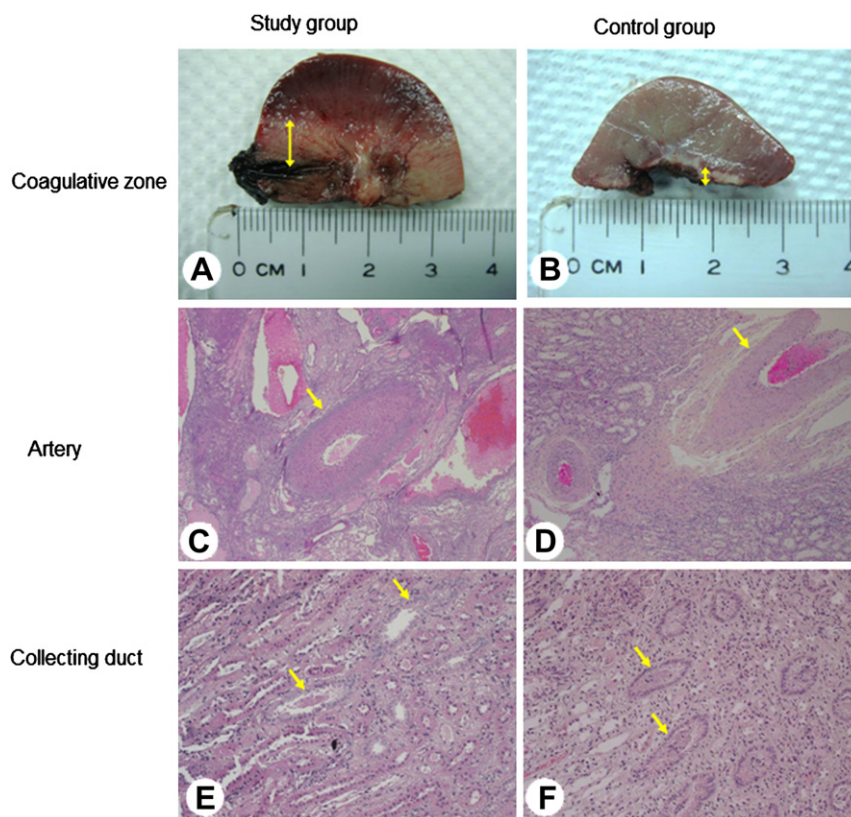 Study group
Control group
Coagulative zone
A
0 CM 1 2 3 4
B
0 CM 1 2 3 4
Artery
C
D
Collecting duct
E
F